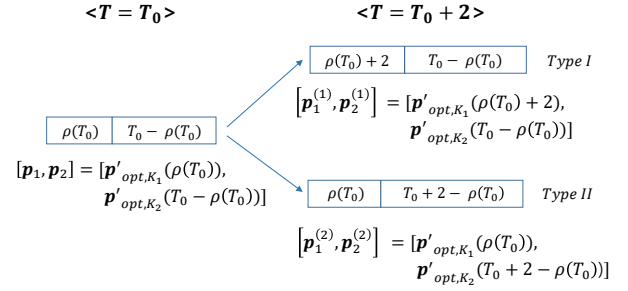 <T = T₀>
<T = T₀ + 2>
ρ(T₀) + 2 T₀ − ρ(T₀) Type I
[p₁⁽¹⁾, p₂⁽¹⁾] = [p′ₒₚₜ,K₁(ρ(T₀) + 2),
p′ₒₚₜ,K₂(T₀ − ρ(T₀))]
ρ(T₀) T₀ − ρ(T₀)
[p₁, p₂] = [p′ₒₚₜ,K₁(ρ(T₀)),
p′ₒₚₜ,K₂(T₀ − ρ(T₀))]
ρ(T₀) T₀ + 2 − ρ(T₀) Type II
[p₁⁽²⁾, p₂⁽²⁾] = [p′ₒₚₜ,K₁(ρ(T₀)),
p′ₒₚₜ,K₂(T₀ + 2 − ρ(T₀))]